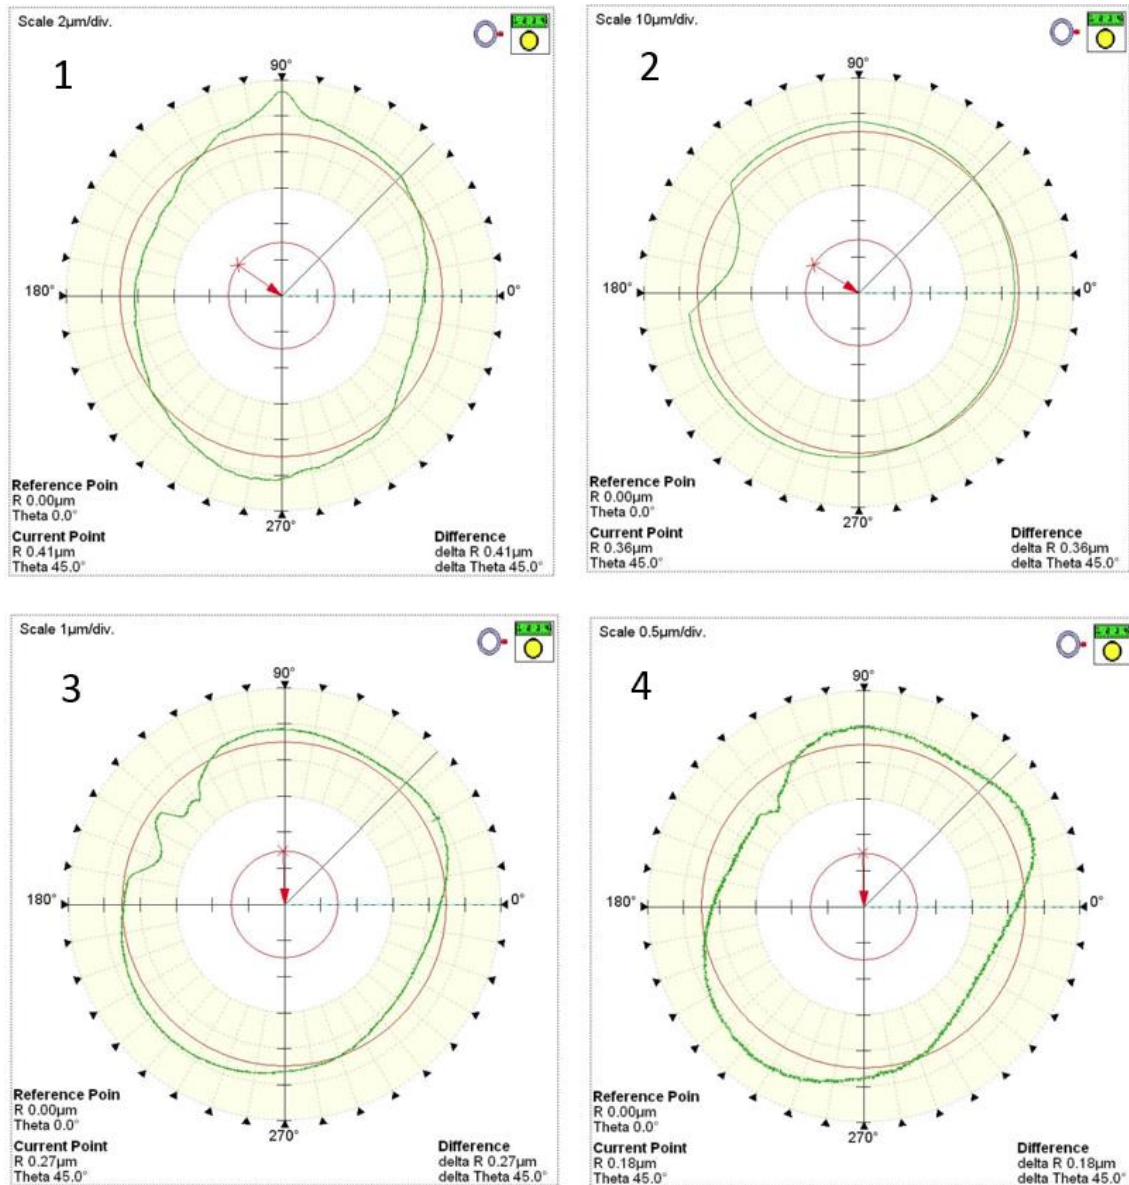 Scale 2µm/div.
1
90°
180°
0°
270°
Reference Poin
R 0.00µm
Theta 0.0°
Current Point
R 0.41µm
Theta 45.0°
Difference
delta R 0.41µm
delta Theta 45.0°
Scale 10µm/div.
2
90°
180°
0°
270°
Reference Poin
R 0.00µm
Theta 0.0°
Current Point
R 0.36µm
Theta 45.0°
Difference
delta R 0.36µm
delta Theta 45.0°
Scale 1µm/div.
3
90°
180°
0°
270°
Reference Poin
R 0.00µm
Theta 0.0°
Current Point
R 0.27µm
Theta 45.0°
Difference
delta R 0.27µm
delta Theta 45.0°
Scale 0.5µm/div.
4
90°
180°
0°
270°
Reference Poin
R 0.00µm
Theta 0.0°
Current Point
R 0.18µm
Theta 45.0°
Difference
delta R 0.18µm
delta Theta 45.0°